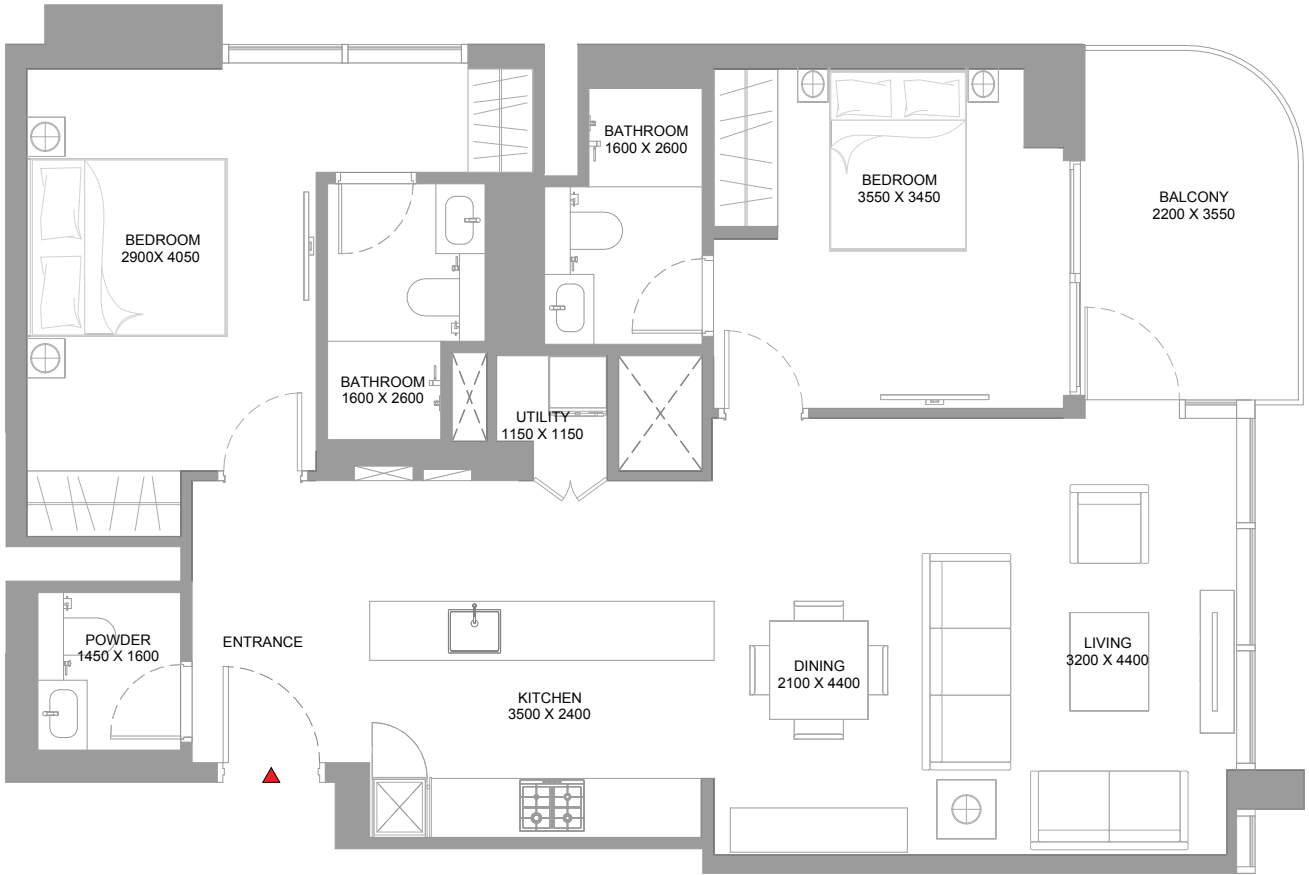 BATHROOM
1600 X 2600
BEDROOM
3550 X 3450
BALCONY
2200 X 3550
BEDROOM
2900X 4050
BATHROOM
1600 X 2600
UTILITY
1150 X 1150
POWDER
1450 X 1600
ENTRANCE
KITCHEN
3500 X 2400
DINING
2100 X 4400
LIVING
3200 X 4400